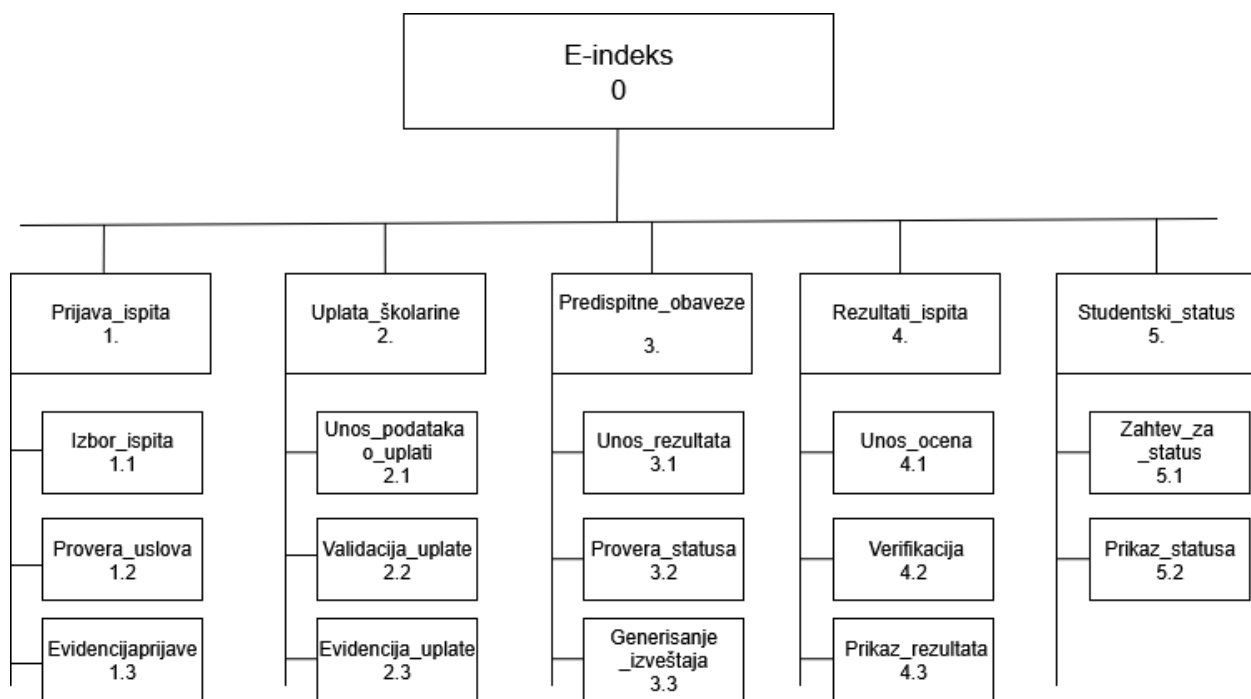 E-indeks
0
Prijava_ispita
1.
Uplata_školarine
2.
Predispitne_obaveze
3.
Rezultati_ispita
4.
Studentski_status
5.
Izbor_ispita
1.1
Unos_podataka
o_uplati
2.1
Unos_rezultata
3.1
Unos_ocena
4.1
Zahtev_za
_status
5.1
Provera_uslova
1.2
Validacija_uplate
2.2
Provera_statusa
3.2
Verifikacija
4.2
Prikaz_statusa
5.2
Evidencijaprijave
1.3
Evidencija_uplate
2.3
Generisanje
_izveštaja
3.3
Prikaz_rezultata
4.3